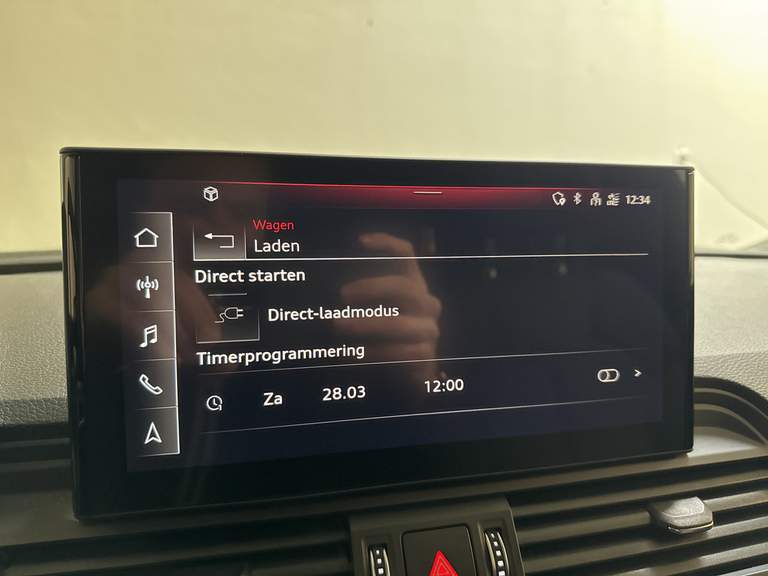 12:34
Wagen
Laden
Direct starten
Direct-laadmodus
Timerprogrammering
Za 28.03 12:00